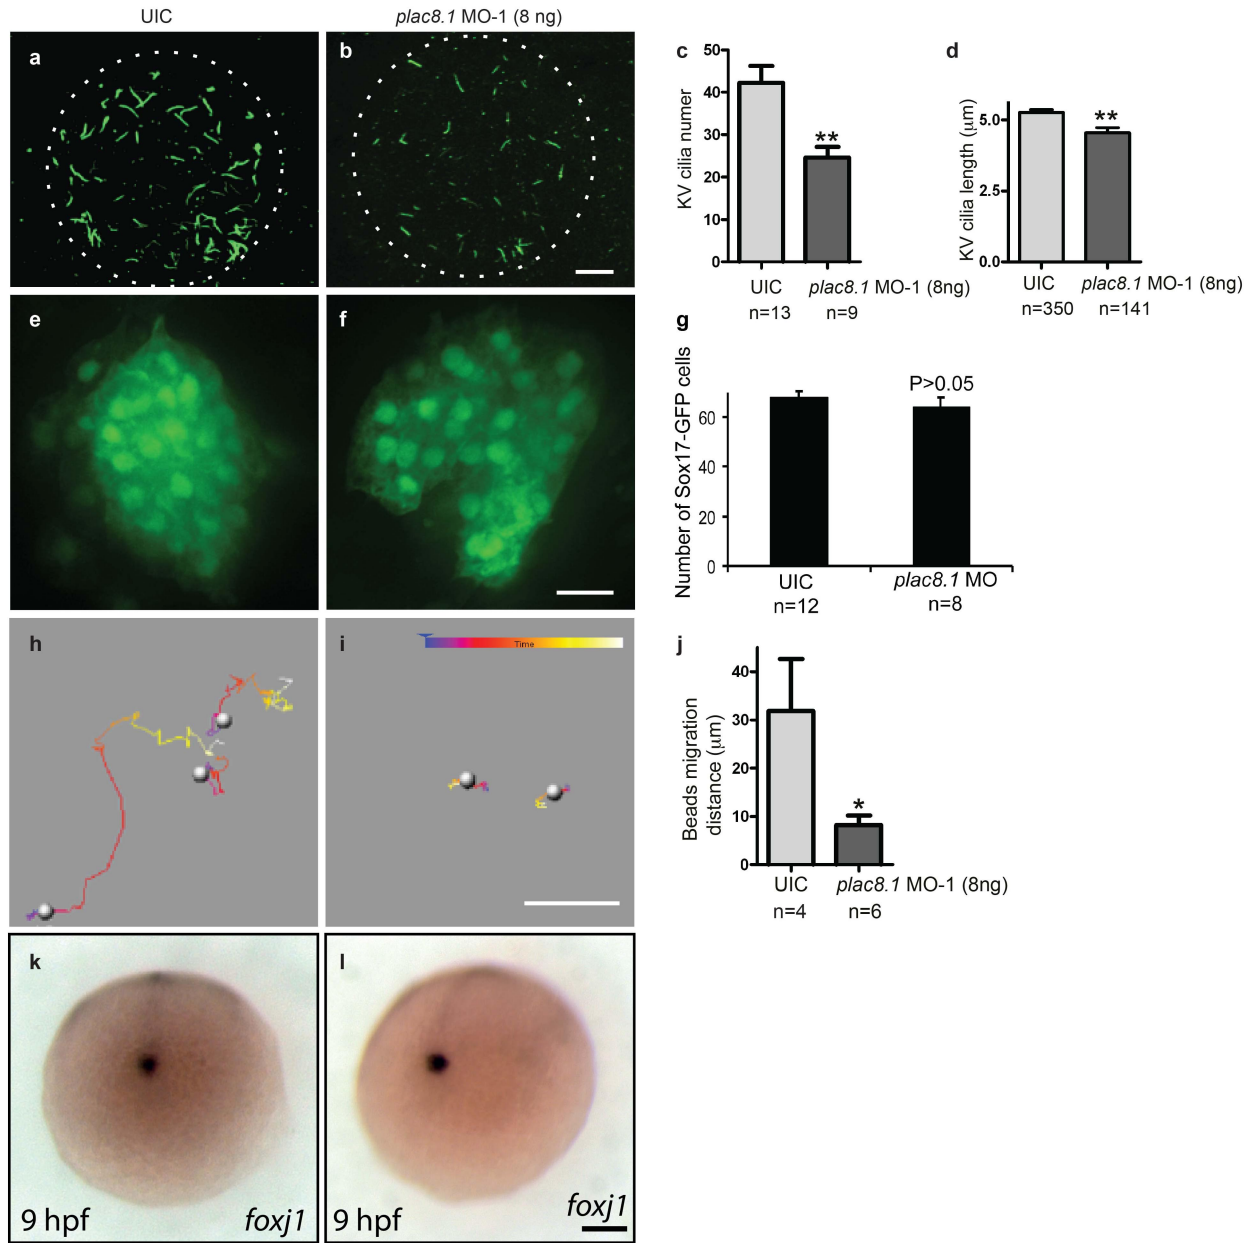 UIC
plac8.1 MO-1 (8 ng)
a
b
c
50
40
30
20
10
0
KV cilia numer
**
UIC
plac8.1 MO-1 (8ng)
n=13
n=9
d
5.0
2.5
0.0
KV cilia length (μm)
**
UIC
plac8.1 MO-1 (8ng)
n=350
n=141
e
f
g
Number of Sox17-GFP cells
60
40
20
0
P>0.05
UIC
plac8.1 MO
n=12
n=8
h
i
Time
j
40
30
20
10
0
Beads migration
distance (μm)
*
UIC
plac8.1 MO-1 (8ng)
n=4
n=6
k
9 hpf
foxj1
l
9 hpf
foxj1